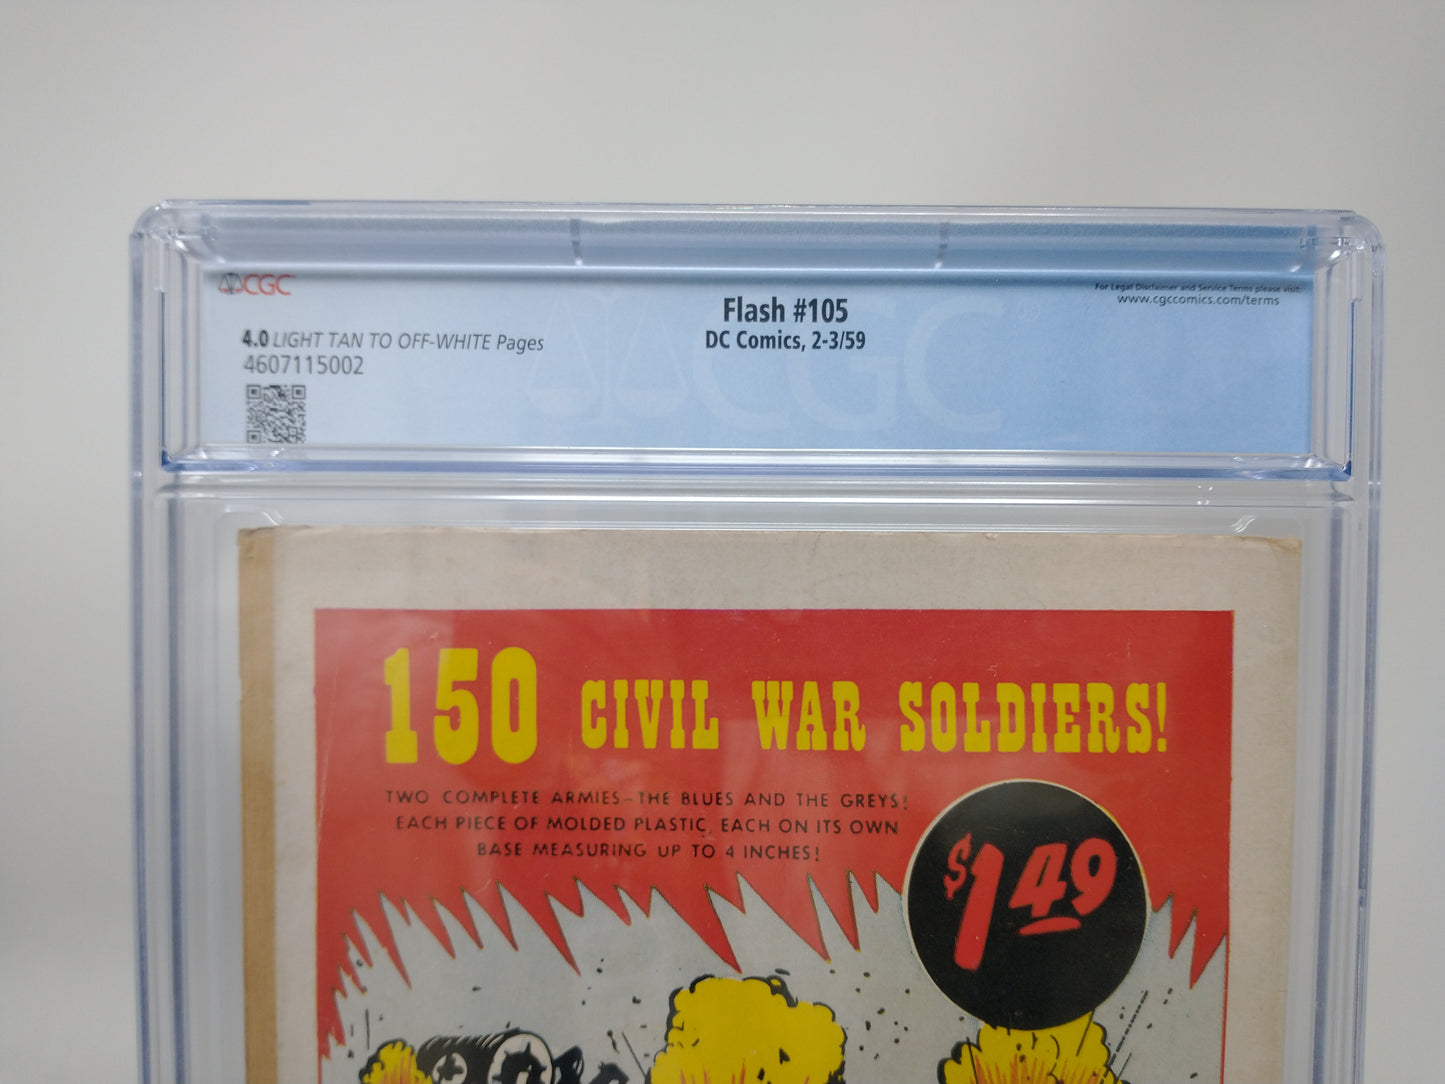 CGC
4.0 LIGHT TAN TO OFF-WHITE Pages
4607115002
Flash #105
DC Comics, 2-3/59
For Legal Disclaimer and Service Terms please visit:
www.cgccomics.com/terms
CGC®
150 CIVIL WAR SOLDIERS!
TWO COMPLETE ARMIES—THE BLUES AND THE GREYS!
EACH PIECE OF MOLDED PLASTIC, EACH ON ITS OWN
BASE MEASURING UP TO 4 INCHES!
$149